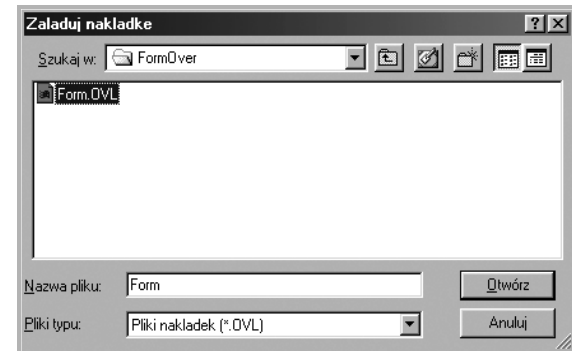 Zaladuj nakladke
Szukaj w: FormOver
Form.OVL
Nazwa pliku: Form Otwórz
Pliki typu: Pliki nakladek (*.OVL) Anuluj